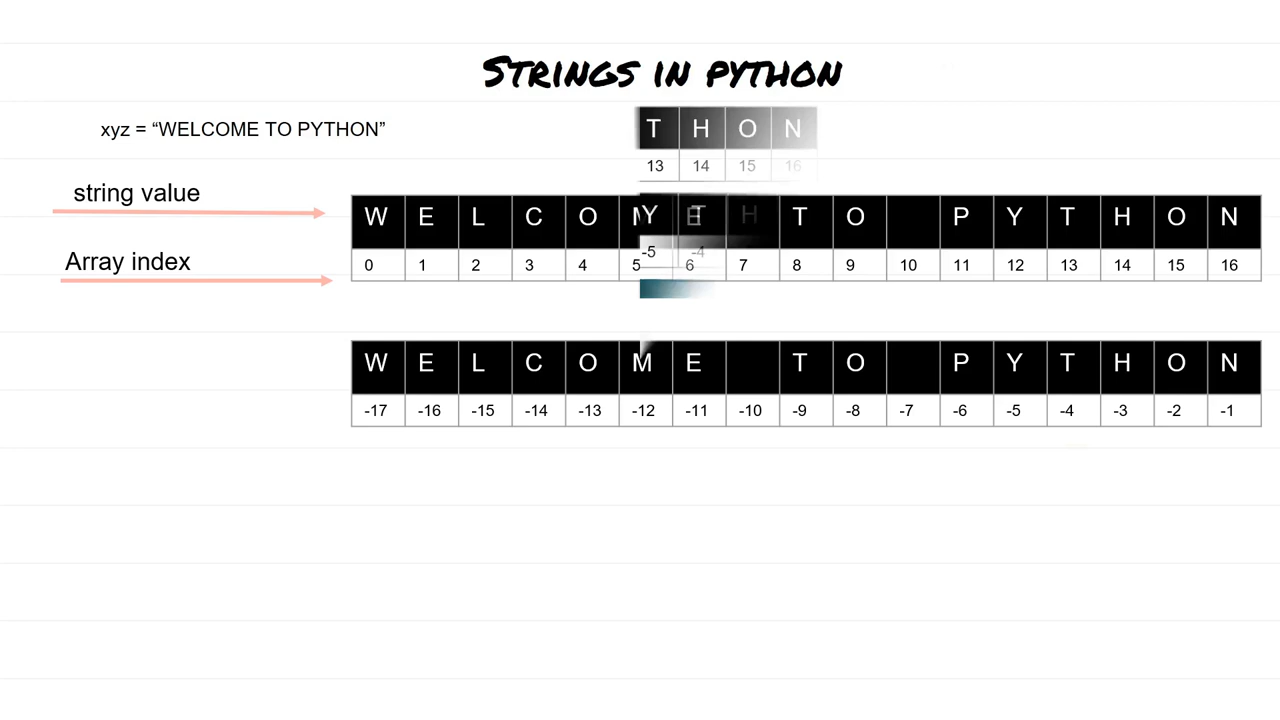 STRINGS IN PYTHON
xyz = “WELCOME TO PYTHON”
T H O N
13 14 15 16
string value
W E L C O M Y T E H T O P Y T H O N
-5 -4
Array index
0 1 2 3 4 5 6 7 8 9 10 11 12 13 14 15 16
W E L C O M E T O P Y T H O N
-17 -16 -15 -14 -13 -12 -11 -10 -9 -8 -7 -6 -5 -4 -3 -2 -1